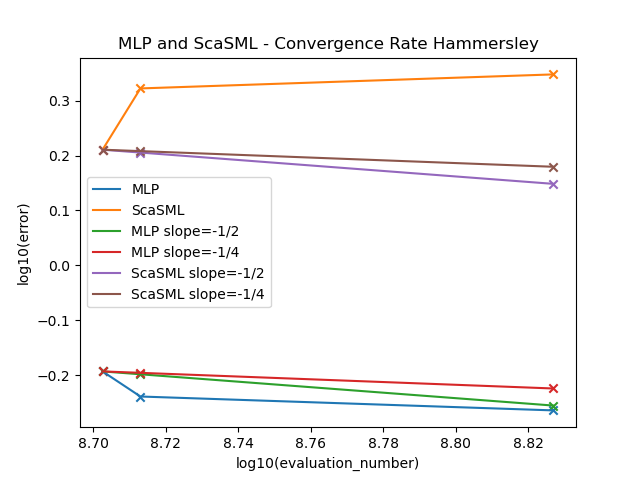 MLP and ScaSML - Convergence Rate Hammersley
log10(error)
0.3
0.2
0.1
0.0
−0.1
−0.2
MLP
ScaSML
MLP slope=-1/2
MLP slope=-1/4
ScaSML slope=-1/2
ScaSML slope=-1/4
8.70
8.72
8.74
8.76
8.78
8.80
8.82
log10(evaluation_number)